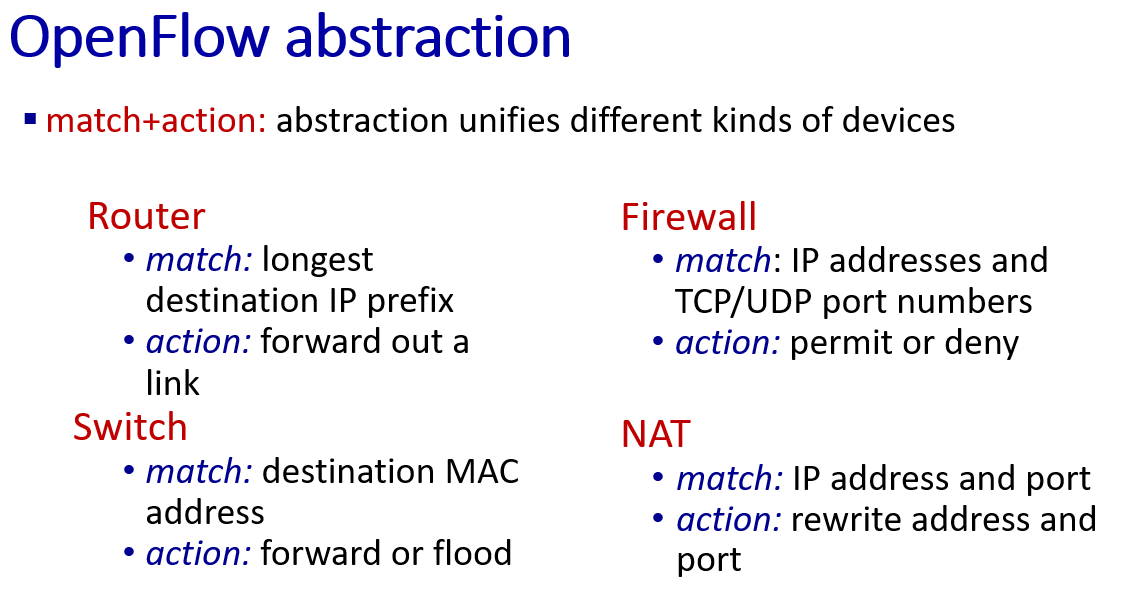 OpenFlow abstraction
▪ match+action: abstraction unifies different kinds of devices
Router
• match: longest
destination IP prefix
• action: forward out a
link
Switch
• match: destination MAC
address
• action: forward or flood
Firewall
• match: IP addresses and
TCP/UDP port numbers
• action: permit or deny
NAT
• match: IP address and port
• action: rewrite address and
port